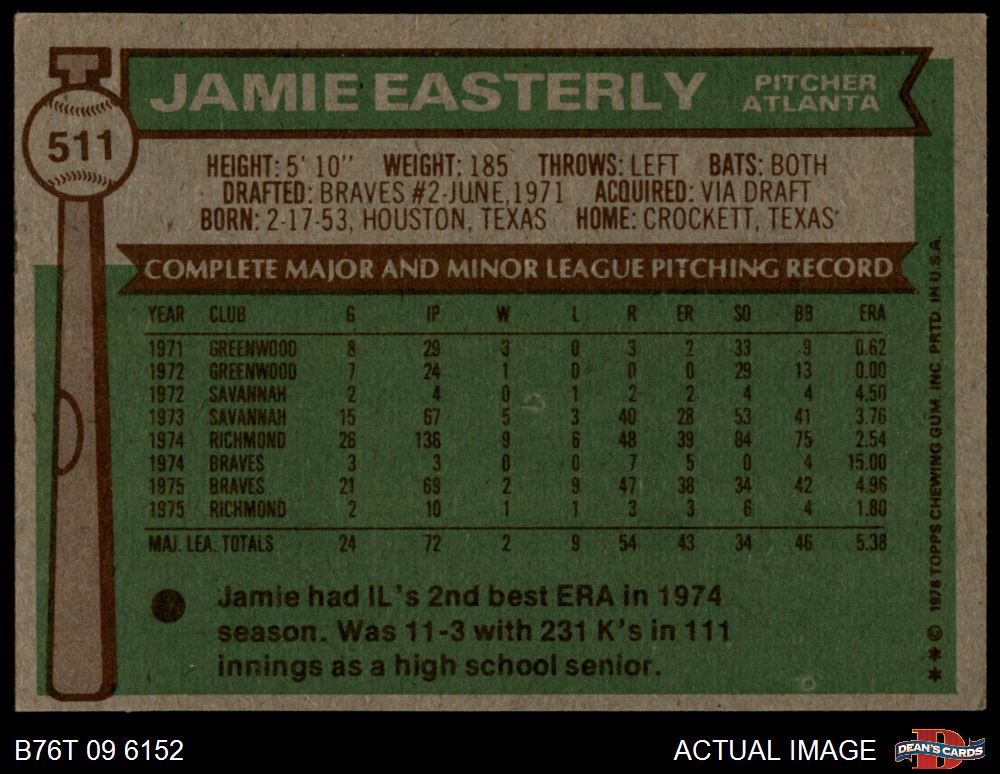 511
JAMIE EASTERLY
PITCHER
ATLANTA
HEIGHT: 5' 10" WEIGHT: 185 THROWS: LEFT BATS: BOTH
DRAFTED: BRAVES #2-JUNE, 1971 ACQUIRED: VIA DRAFT
BORN: 2-17-53, HOUSTON, TEXAS HOME: CROCKETT, TEXAS
COMPLETE MAJOR AND MINOR LEAGUE PITCHING RECORD
YEAR CLUB G IP W L R ER SO BB ERA
1971 GREENWOOD 8 29 3 0 3 2 33 9 0.62
1972 GREENWOOD 7 24 1 0 0 0 29 13 0.00
1972 SAVANNAH 2 4 0 1 2 2 4 4 4.50
1973 SAVANNAH 15 67 5 3 40 28 53 41 3.76
1974 RICHMOND 26 138 9 6 48 39 84 75 2.54
1974 BRAVES 3 3 0 0 7 5 0 4 15.00
1975 BRAVES 21 69 2 9 47 38 34 42 4.96
1975 RICHMOND 2 10 1 1 3 3 6 4 1.80
MAJ. LEA. TOTALS 24 72 2 9 54 43 34 46 5.38
Jamie had IL's 2nd best ERA in 1974
season. Was 11-3 with 231 K's in 111
innings as a high school senior.
** © 1976 TOPPS CHEWING GUM, INC PRTD. IN U.S.A.
B76T 09 6152
ACTUAL IMAGE
DEAN'S CARDS